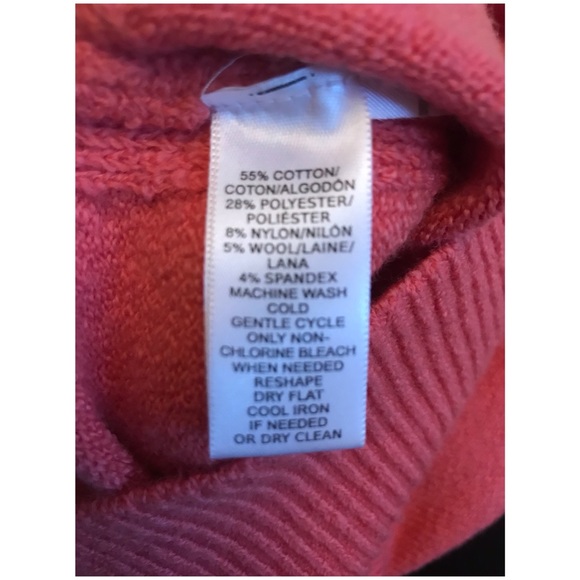 55% COTTON/
COTON/ALGODÓN
28% POLYESTER/
POLIÉSTER
8% NYLON/NILÓN
5% WOOL/LAINE/
LANA
4% SPANDEX
MACHINE WASH
COLD
GENTLE CYCLE
ONLY NON-
CHLORINE BLEACH
WHEN NEEDED
RESHAPE
DRY FLAT
COOL IRON
IF NEEDED
OR DRY CLEAN